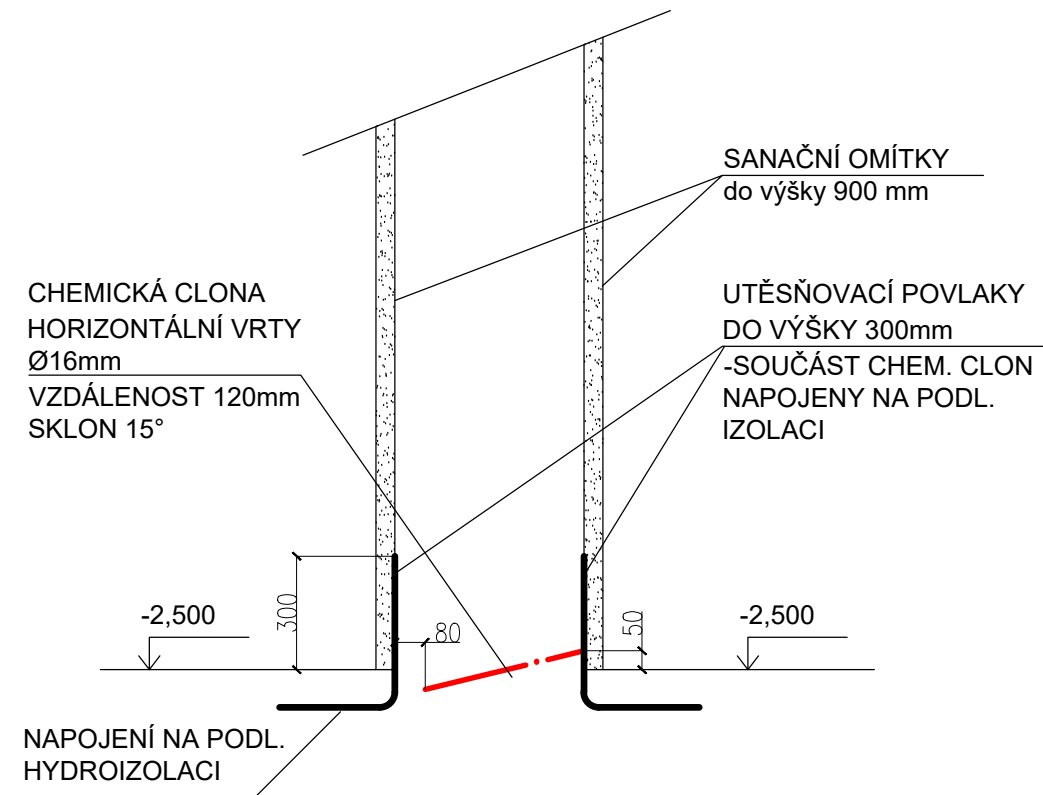 SANAČNÍ OMÍTKY
do výšky 900 mm
CHEMICKÁ CLONA
HORIZONTÁLNÍ VRTY
Ø16mm
VZDÁLENOST 120mm
SKLON 15°
UTĚSŇOVACÍ POVLAKY
DO VÝŠKY 300mm
-SOUČÁST CHEM. CLON
NAPOJENY NA PODL.
IZOLACI
-2,500
300
80
50
-2,500
NAPOJENÍ NA PODL.
HYDROIZOLACI